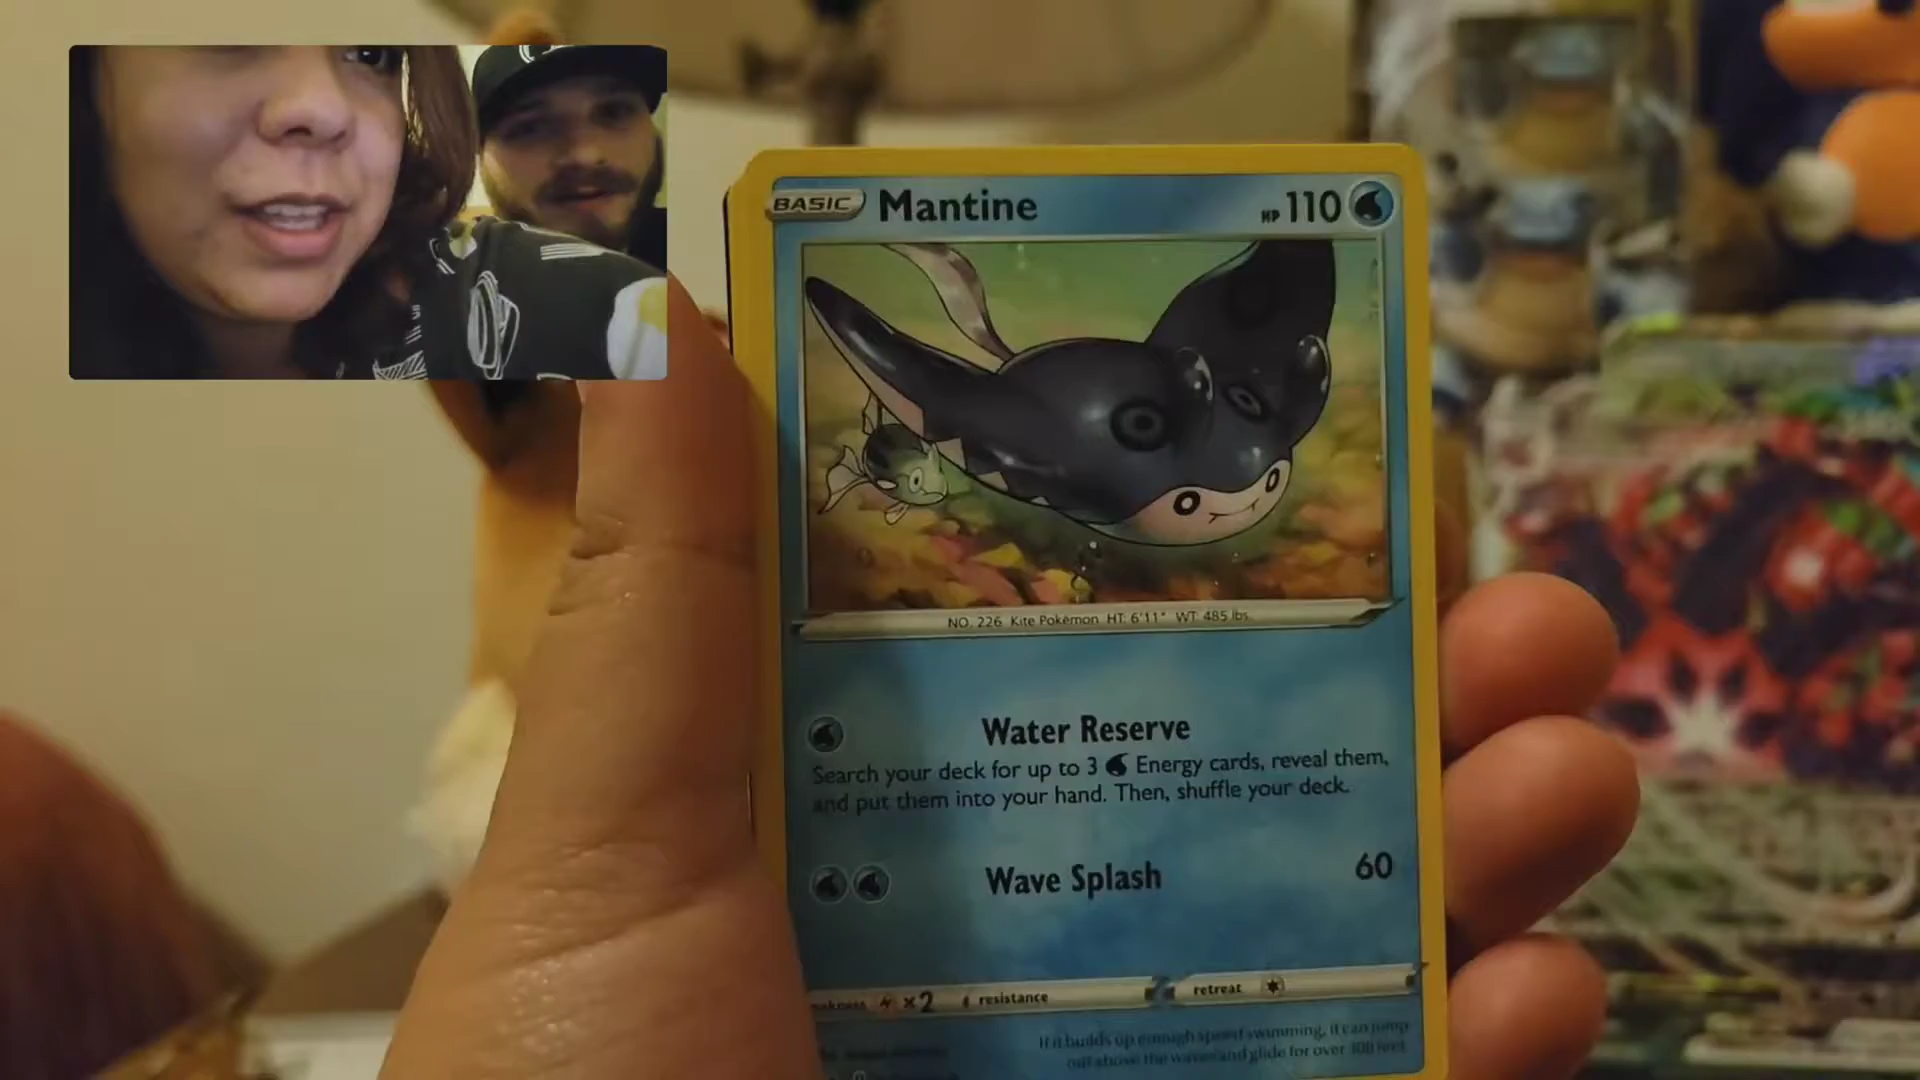 BASIC Mantine HP 110
NO. 226 Kite Pokémon HT: 6'11" WT: 485 lbs.
Water Reserve
Search your deck for up to 3 Energy cards, reveal them,
and put them into your hand. Then, shuffle your deck.
Wave Splash 60
x2 resistance retreat
If it builds up enough speed swimming, it can jump
out above the waves and glide for over 300 feet.